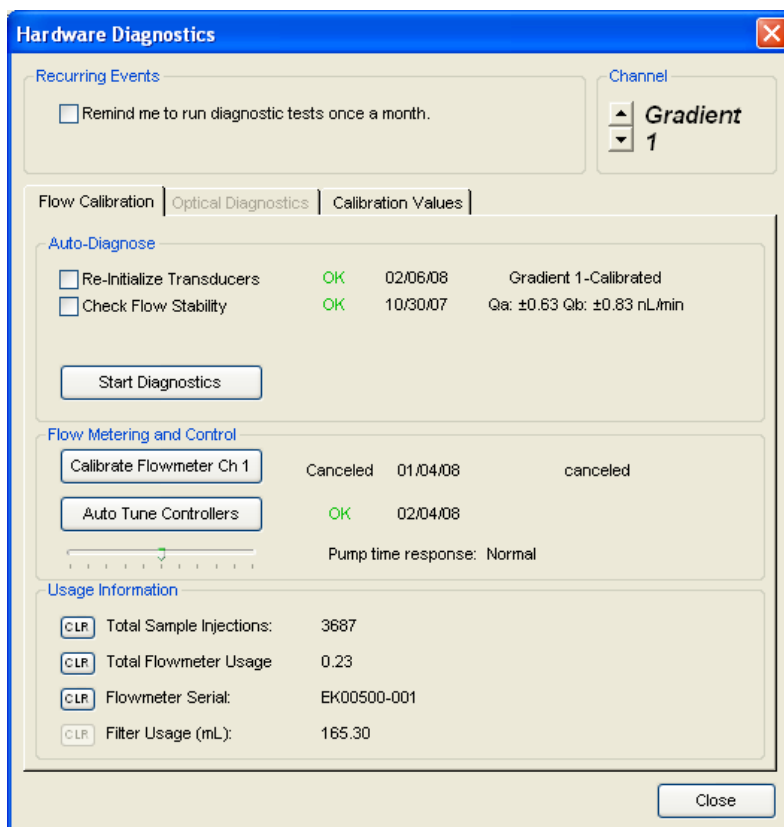 Hardware Diagnostics
Recurring Events
Remind me to run diagnostic tests once a month.
Channel
Gradient
1
Flow Calibration Optical Diagnostics Calibration Values
Auto-Diagnose
Re-Initialize Transducers OK 02/06/08 Gradient 1-Calibrated
Check Flow Stability OK 10/30/07 Qa: ±0.63 Qb: ±0.83 nL/min
Start Diagnostics
Flow Metering and Control
Calibrate Flowmeter Ch 1 Canceled 01/04/08 canceled
Auto Tune Controllers OK 02/04/08
Pump time response: Normal
Usage Information
CLR Total Sample Injections: 3687
CLR Total Flowmeter Usage 0.23
CLR Flowmeter Serial: EK00500-001
CLR Filter Usage (mL): 165.30
Close